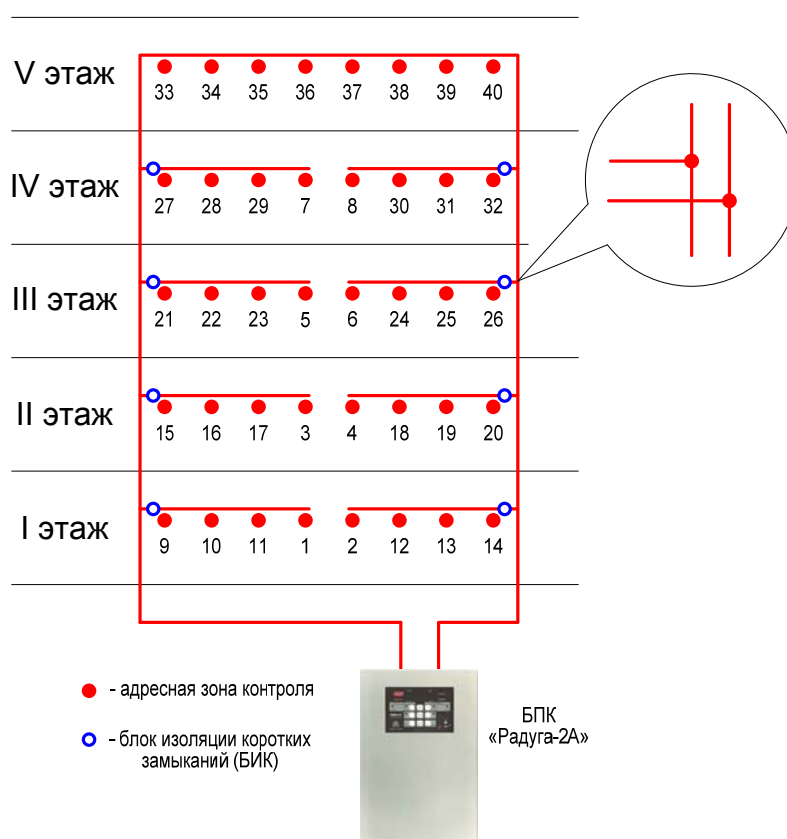 V этаж
33 34 35 36 37 38 39 40
IV этаж
27 28 29 7 8 30 31 32
III этаж
21 22 23 5 6 24 25 26
II этаж
15 16 17 3 4 18 19 20
I этаж
9 10 11 1 2 12 13 14
- адресная зона контроля
- блок изоляции коротких
замыканий (БИК)
БПК
«Радуга-2А»